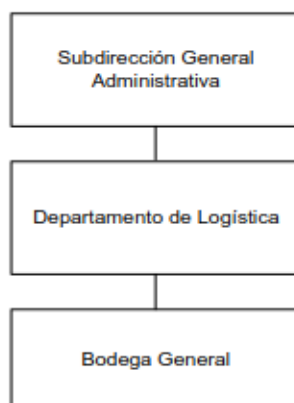 Subdirección General
Administrativa
Departamento de Logística
Bodega General